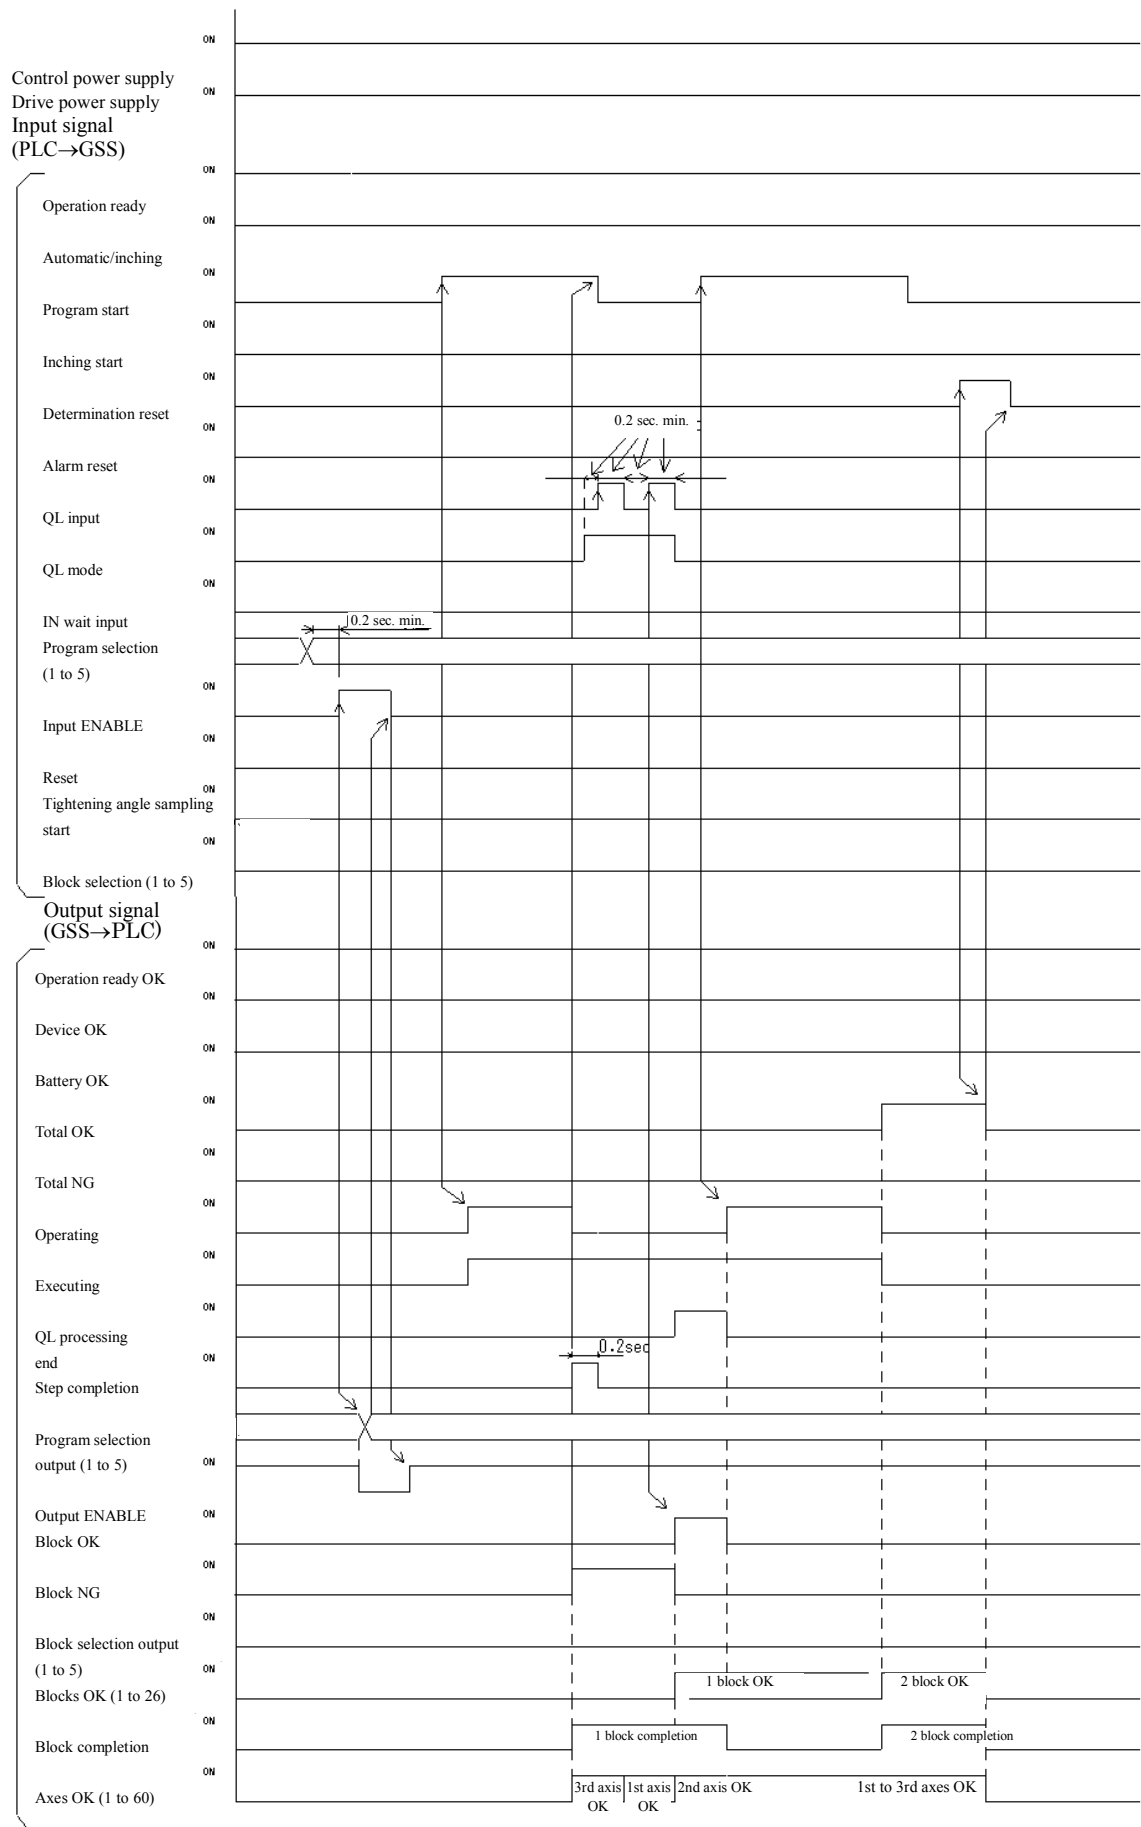 ON
Control power supply
ON
Drive power supply
Input signal
(PLC→GSS)
ON
Operation ready
ON
Automatic/inching
ON
Program start
ON
Inching start
ON
Determination reset
ON
0.2 sec. min.
Alarm reset
ON
QL input
ON
QL mode
ON
IN wait input
0.2 sec. min.
Program selection
(1 to 5)
ON
Input ENABLE
ON
Reset
ON
Tightening angle sampling
start
ON
Block selection (1 to 5)
Output signal
(GSS→PLC)
ON
Operation ready OK
ON
Device OK
ON
Battery OK
ON
Total OK
ON
Total NG
ON
Operating
ON
Executing
ON
QL processing
end
0.2sec
ON
Step completion
Program selection
output (1 to 5)
ON
Output ENABLE
ON
Block OK
ON
Block NG
ON
Block selection output
(1 to 5)
ON
1 block OK
2 block OK
Blocks OK (1 to 26)
ON
1 block completion
2 block completion
Block completion
ON
3rd axis OK
1st axis OK
2nd axis OK
1st to 3rd axes OK
Axes OK (1 to 60)